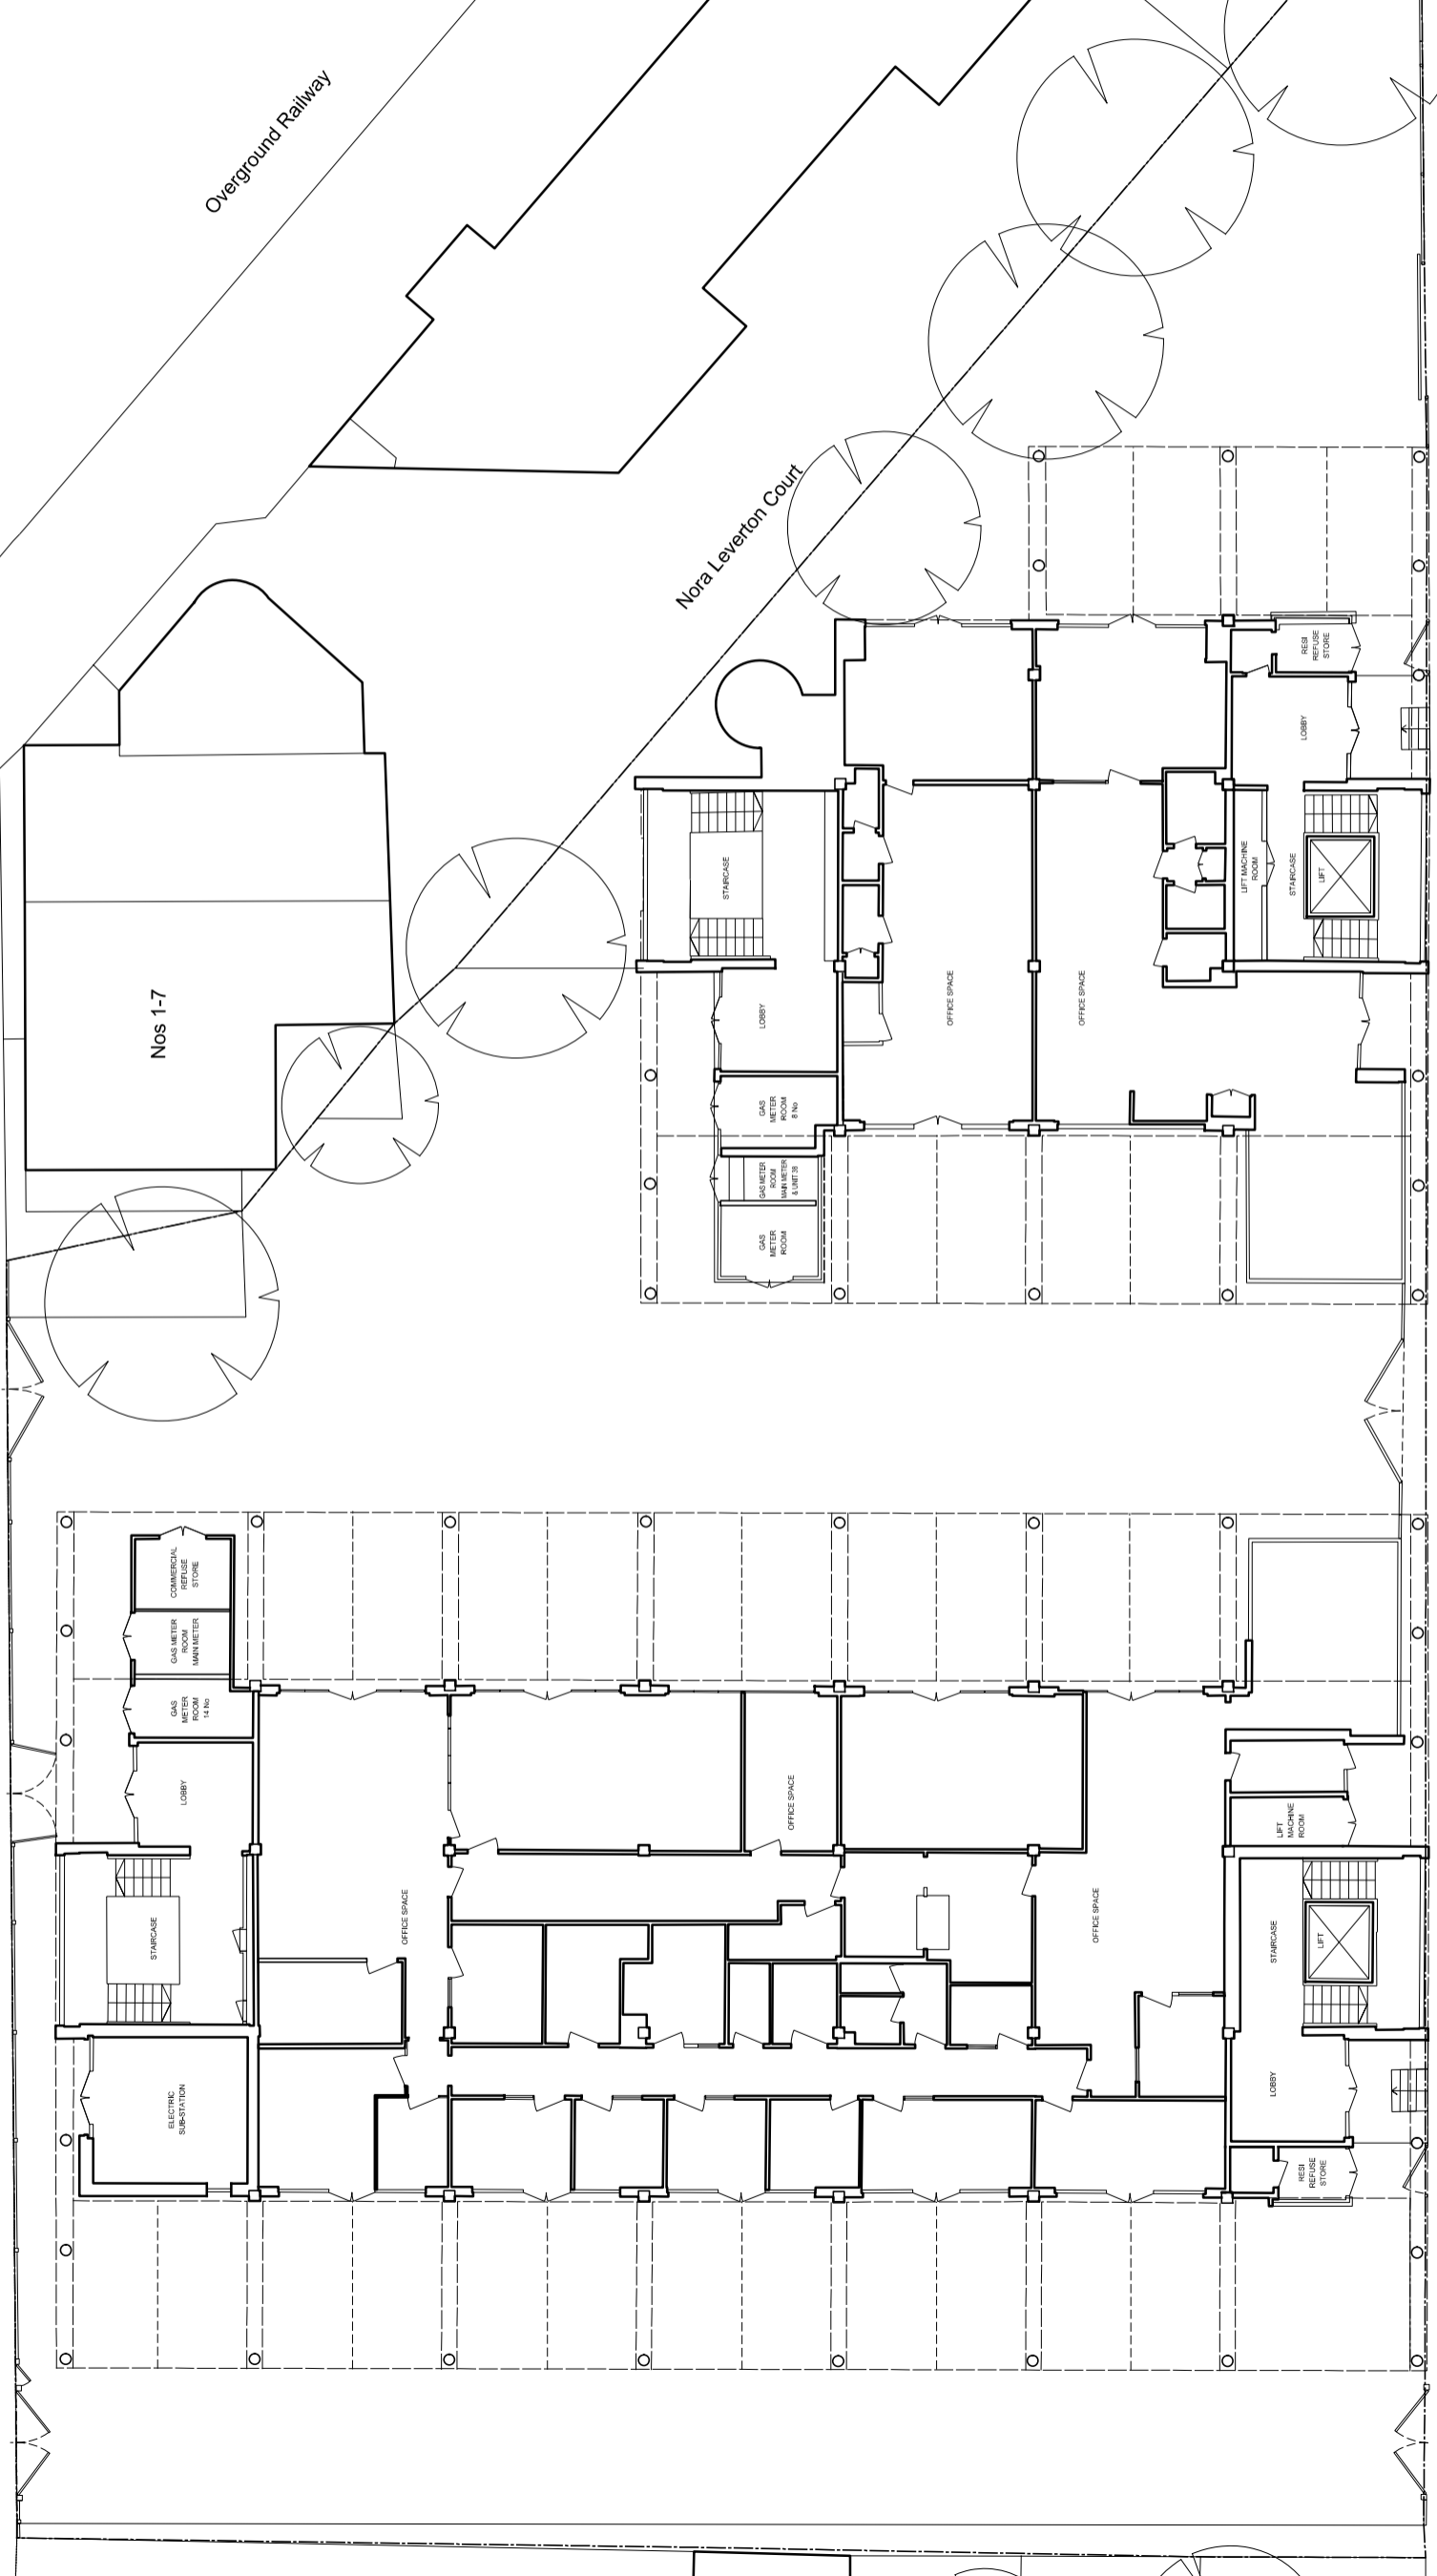 Overground Railway
Nora Leverton Court
Nos 1-7
RESI
REFUSE
STORE
LOBBY
STAIRCASE
LIFT MACHINE
ROOM
STAIRCASE
LIFT
LOBBY
OFFICE SPACE
OFFICE SPACE
GAS
METER
ROOM
8 No
GAS METER
ROOM
MAIN METER
& UNIT 38
GAS
METER
ROOM
COMMERCIAL
REFUSE
STORE
GAS METER
ROOM
MAIN METER
GAS
METER
ROOM
14 No
LOBBY
OFFICE SPACE
LIFT
MACHINE
ROOM
STAIRCASE
OFFICE SPACE
OFFICE SPACE
STAIRCASE
LIFT
ELECTRIC
SUB-STATION
LOBBY
RESI
REFUSE
STORE